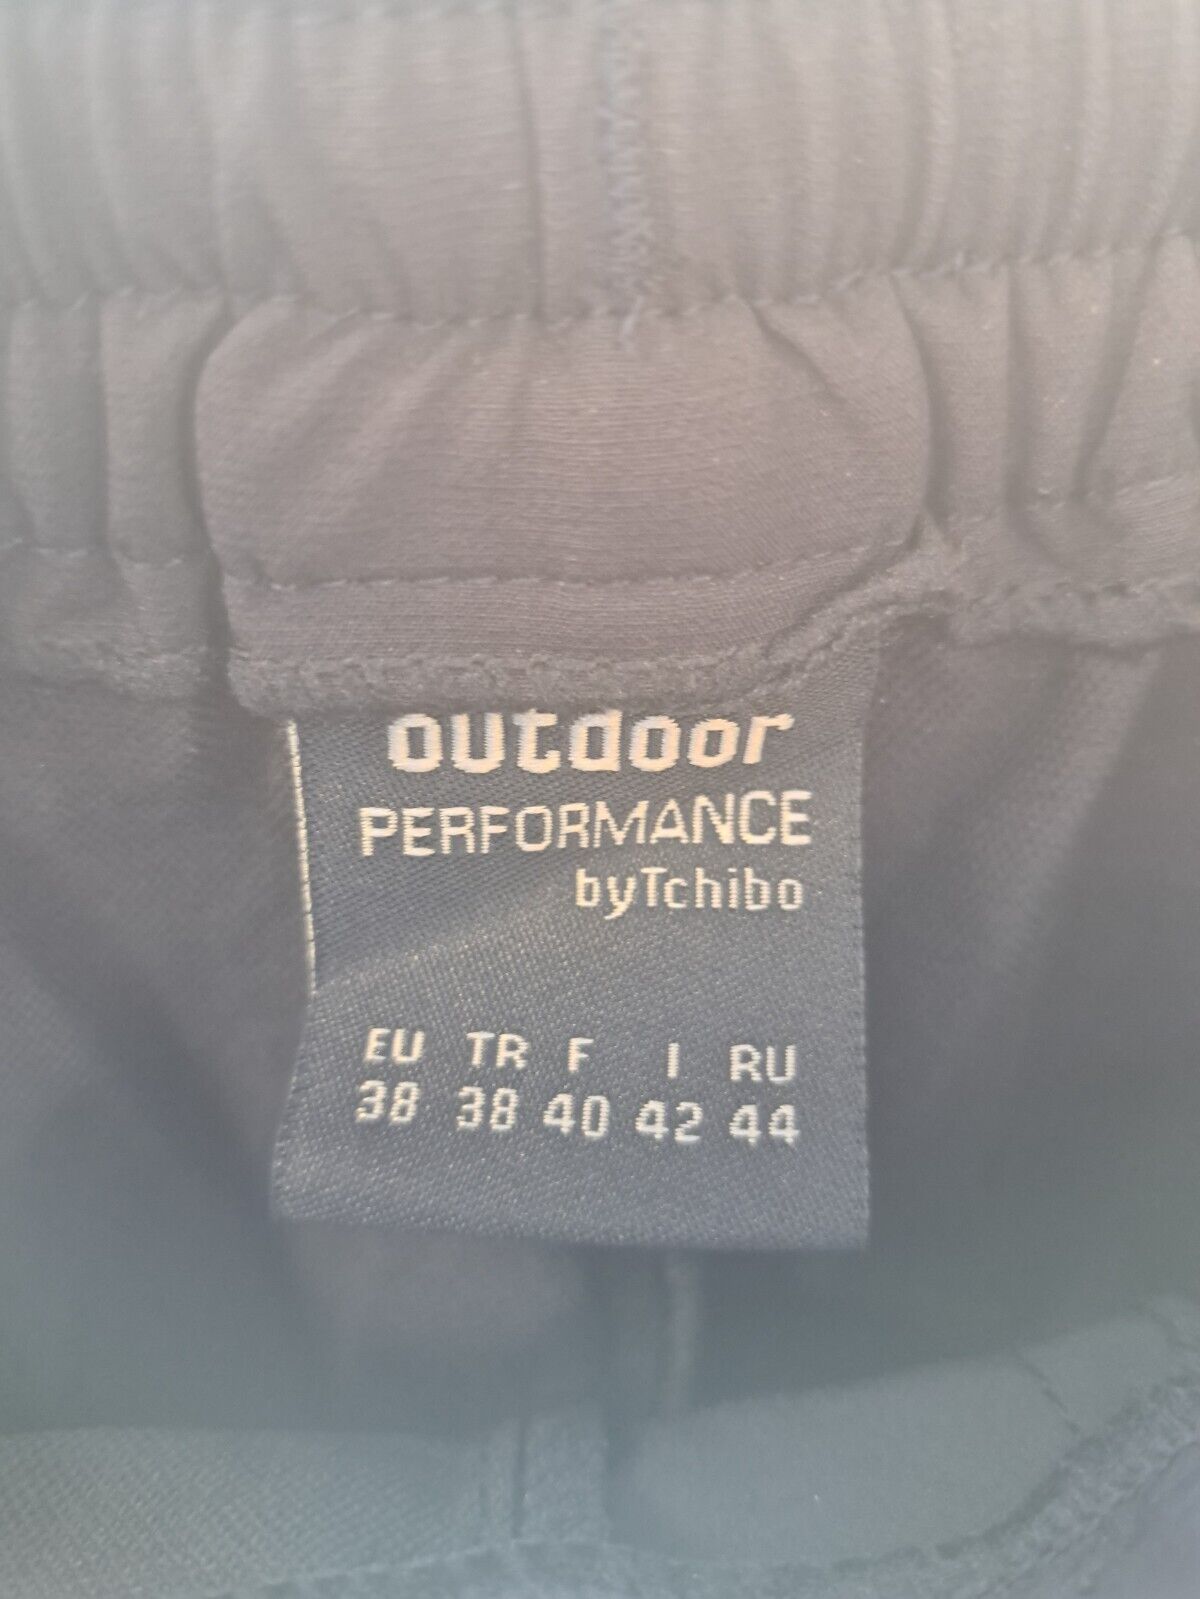 outdoor
PERFORMANCE
byTchibo
EU TR F I RU
38 38 40 42 44